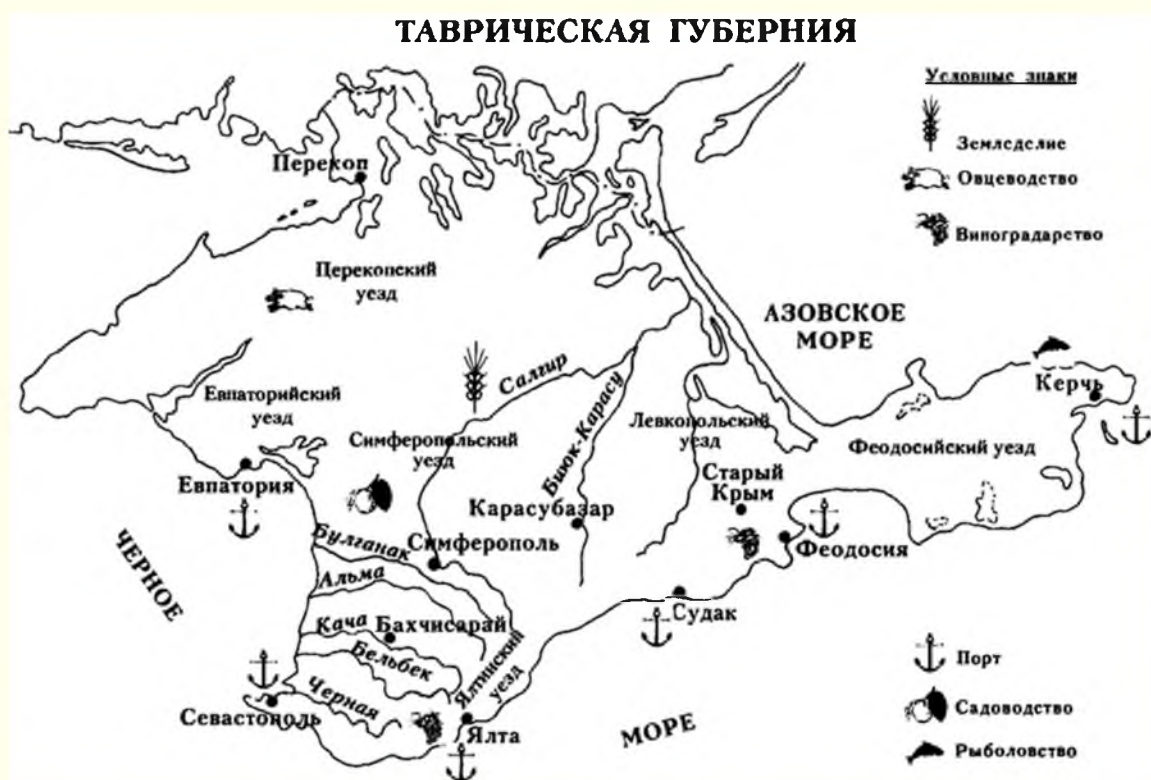 ТАВРИЧЕСКАЯ ГУБЕРНИЯ
Условные знаки
Земледелие
Овцеводство
Виноградарство
Перекоп
Перекопский
уезд
АЗОВСКОЕ
МОРЕ
Керчь
Салгир
Биюк-Карасу
Евпаторийский
уезд
Симферопольский
уезд
Левкопольский
уезд
Феодосийский уезд
Евпатория
Старый
Крым
Карасубазар
Феодосия
Симферополь
Булганак
Альма
ЧЕРНОЕ
Кача
Бахчисарай
Бельбек
Судак
Ялтинский
уезд
Черная
Севастополь
Ялта
МОРЕ
Порт
Садоводство
Рыболовство